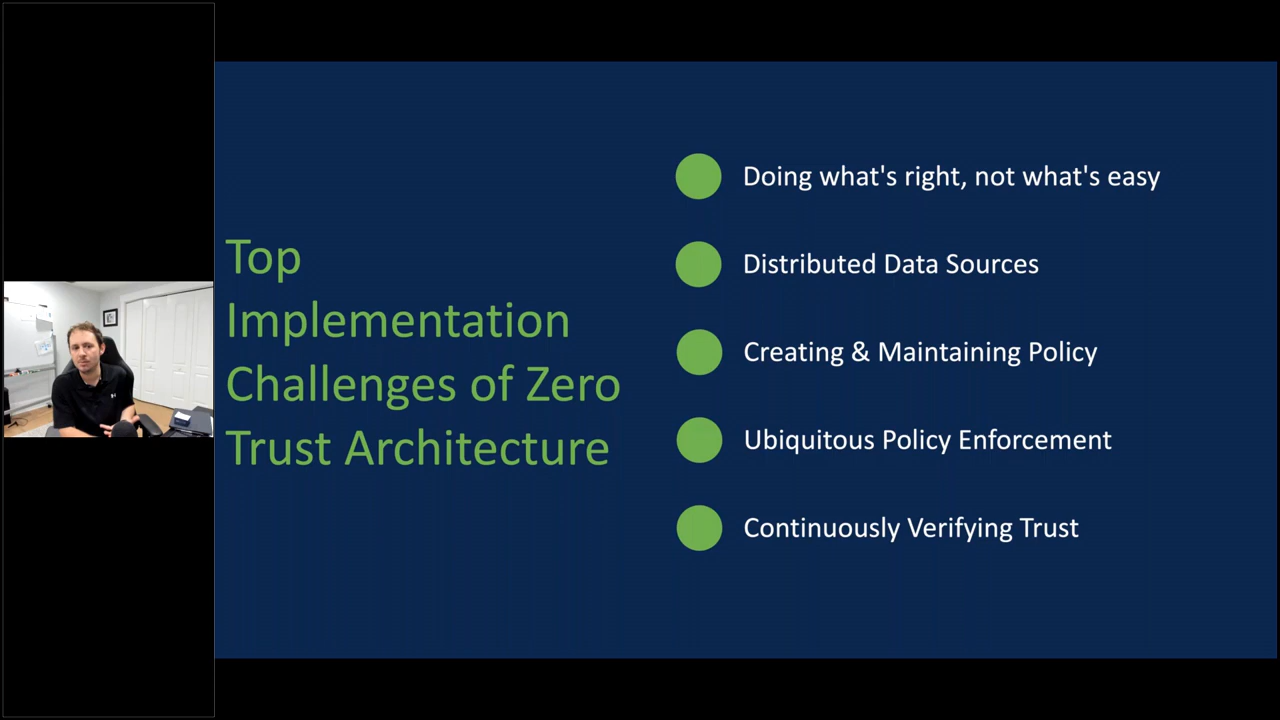 Top
Implementation
Challenges of Zero
Trust Architecture
Doing what's right, not what's easy
Distributed Data Sources
Creating & Maintaining Policy
Ubiquitous Policy Enforcement
Continuously Verifying Trust